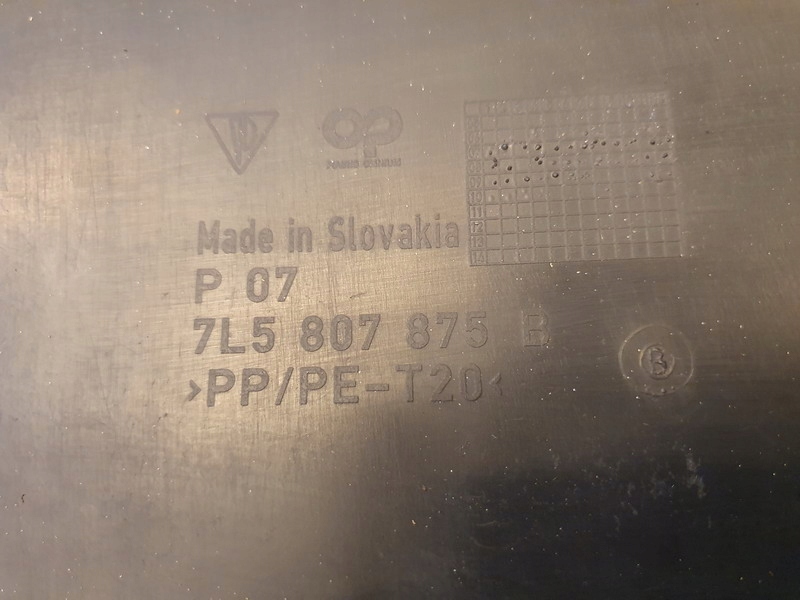 Made in Slovakia
P 07
7L5 807 875 B
>PP/PE-T20<
B